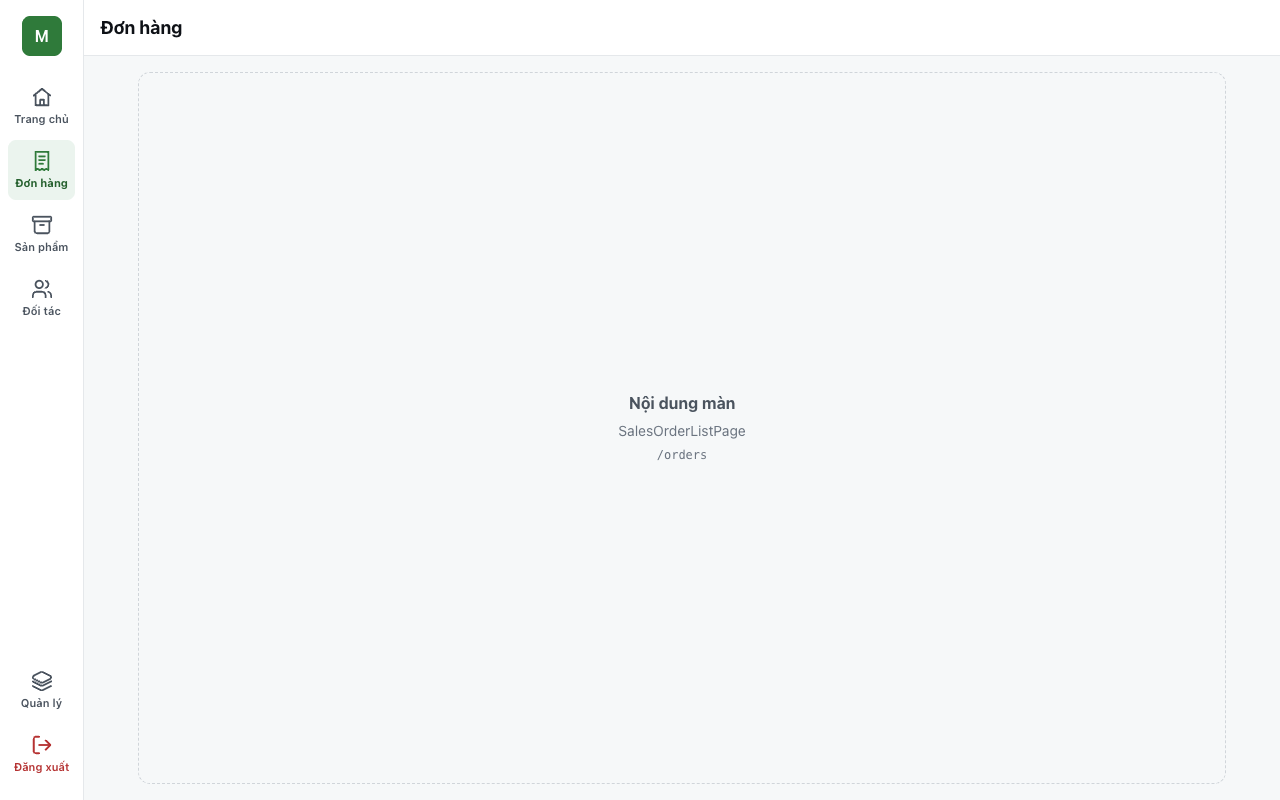 M
Trang chủ
Đơn hàng
Sản phẩm
Đối tác
Quản lý
Đăng xuất
Đơn hàng
Nội dung màn
SalesOrderListPage
/orders